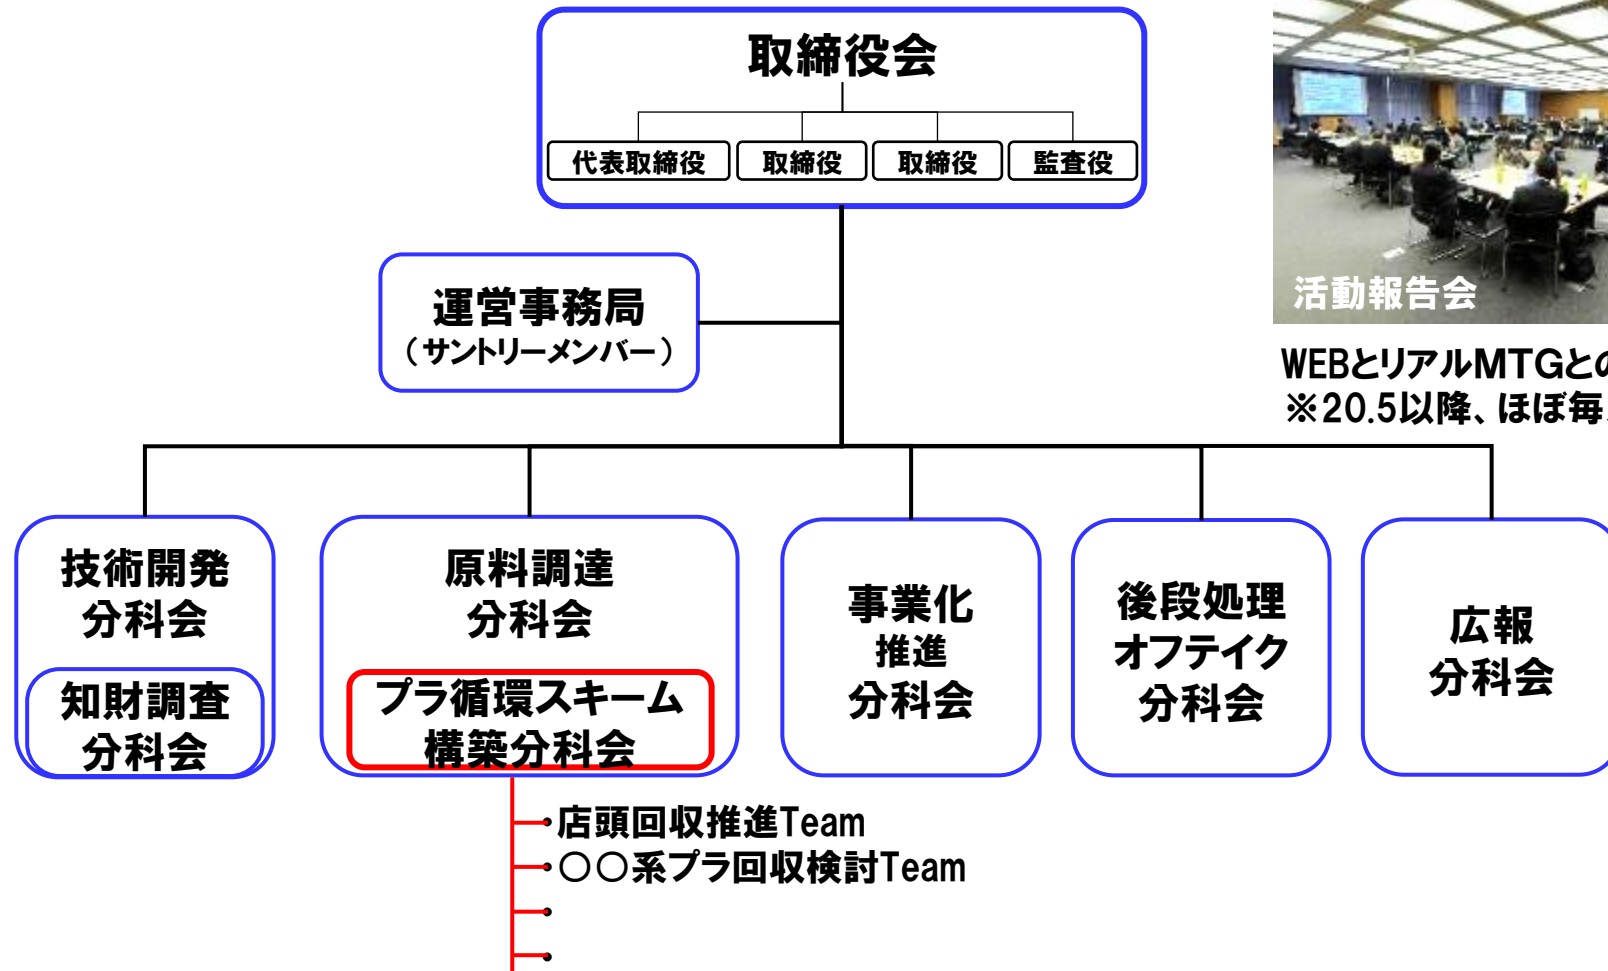 取締役会
代表取締役
取締役
取締役
監査役
運営事務局
（サントリーメンバー）
活動報告会
WEBとリアルMTGとの
※20.5以降、ほぼ毎
技術開発
分科会
知財調査
分科会
原料調達
分科会
プラ循環スキーム
構築分科会
事業化
推進
分科会
後段処理
オフテイク
分科会
広報
分科会
・店頭回収推進Team
・〇〇系プラ回収検討Team
・
・